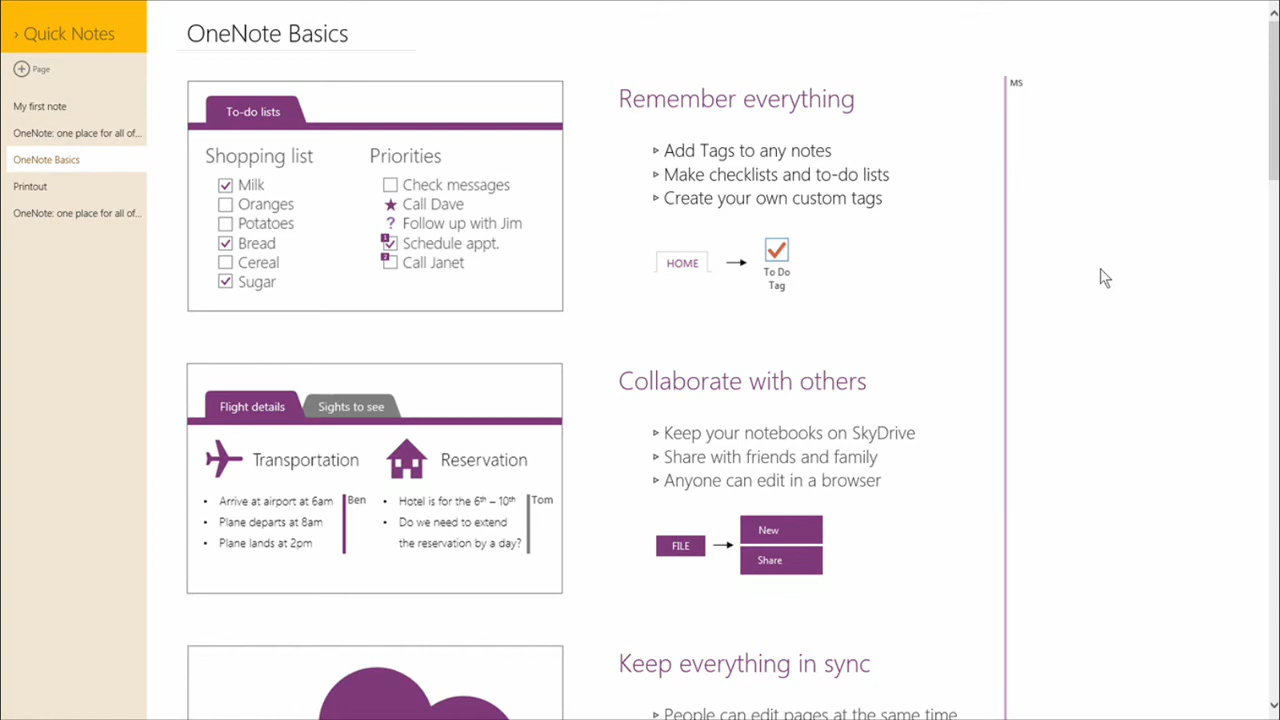 › Quick Notes
Page
My first note
OneNote: one place for all of...
OneNote Basics
Printout
OneNote: one place for all of...
OneNote Basics
To-do lists
Shopping list
Milk
Oranges
Potatoes
Bread
Cereal
Sugar
Priorities
Check messages
Call Dave
? Follow up with Jim
1 Schedule appt.
2 Call Janet
Remember everything
Add Tags to any notes
Make checklists and to-do lists
Create your own custom tags
HOME
To Do
Tag
MS
Flight details
Sights to see
Transportation
• Arrive at airport at 6am
• Plane departs at 8am
• Plane lands at 2pm
Ben
Reservation
• Hotel is for the 6th – 10th
• Do we need to extend
the reservation by a day?
Tom
Collaborate with others
Keep your notebooks on SkyDrive
Share with friends and family
Anyone can edit in a browser
FILE
New
Share
Keep everything in sync
People can edit pages at the same time